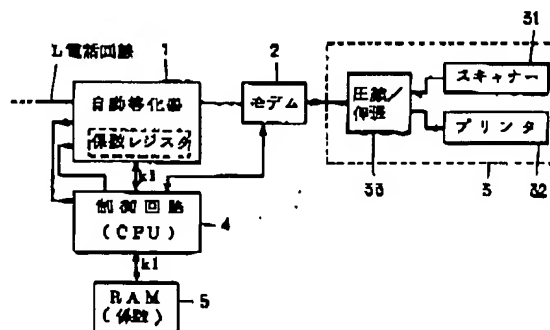 L 電話回線
1
自動等化器
係数レジスタ
2
モデム
圧縮/
伸張
33
31
スキャナー
プリンタ
32
3
k1
制御回路
(CPU)
4
k1
RAM
(係数)
5